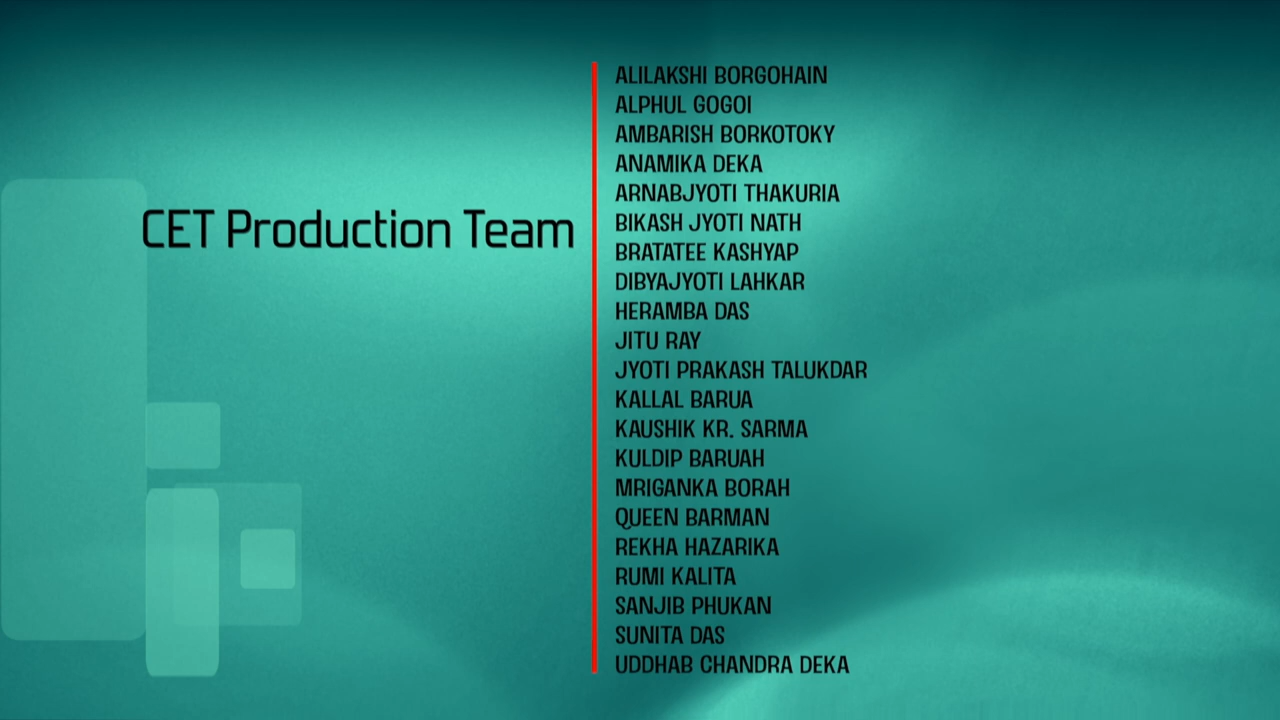 CET Production Team
ALILAKSHI BORGOHAIN
ALPHUL GOGOI
AMBARISH BORKOTOKY
ANAMIKA DEKA
ARNABJYOTI THAKURIA
BIKASH JYOTI NATH
BRATATEE KASHYAP
DIBYAJYOTI LAHKAR
HERAMBA DAS
JITU RAY
JYOTI PRAKASH TALUKDAR
KALLAL BARUA
KAUSHIK KR. SARMA
KULDIP BARUAH
MRIGANKA BORAH
QUEEN BARMAN
REKHA HAZARIKA
RUMI KALITA
SANJIB PHUKAN
SUNITA DAS
UDDHAB CHANDRA DEKA